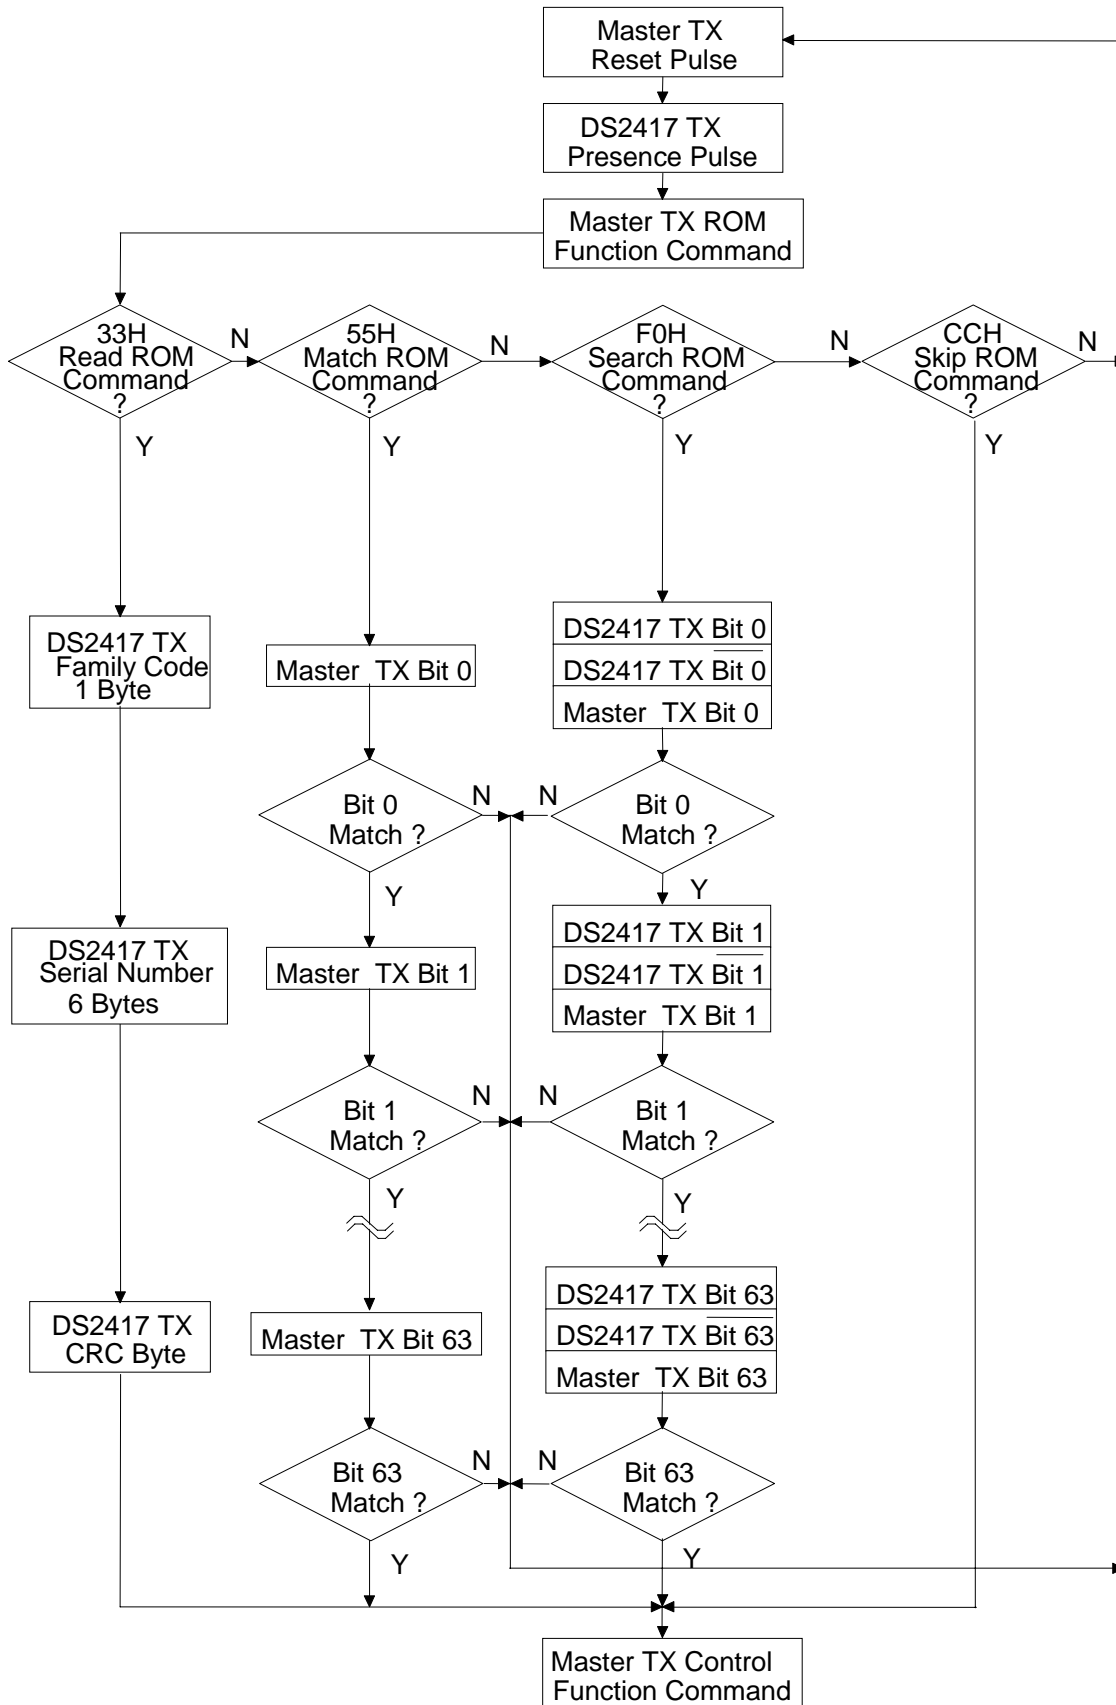 Master TX
Reset Pulse
DS2417 TX
Presence Pulse
Master TX ROM
Function Command
33H
Read ROM
Command
?
N
Y
55H
Match ROM
Command
?
N
Y
F0H
Search ROM
Command
?
N
Y
CCH
Skip ROM
Command
?
N
Y
DS2417 TX
Family Code
1 Byte
DS2417 TX
Serial Number
6 Bytes
DS2417 TX
CRC Byte
Master TX Bit 0
Bit 0
Match ?
N
Y
Master TX Bit 1
Bit 1
Match ?
N
Y
Master TX Bit 63
Bit 63
Match ?
N
Y
DS2417 TX Bit 0
DS2417 TX B̅i̅t̅ ̅0̅
Master TX Bit 0
Bit 0
Match ?
N
Y
DS2417 TX Bit 1
DS2417 TX B̅i̅t̅ ̅1̅
Master TX Bit 1
Bit 1
Match ?
N
Y
DS2417 TX Bit 63
DS2417 TX B̅i̅t̅ ̅6̅3̅
Master TX Bit 63
Bit 63
Match ?
N
Y
Master TX Control
Function Command